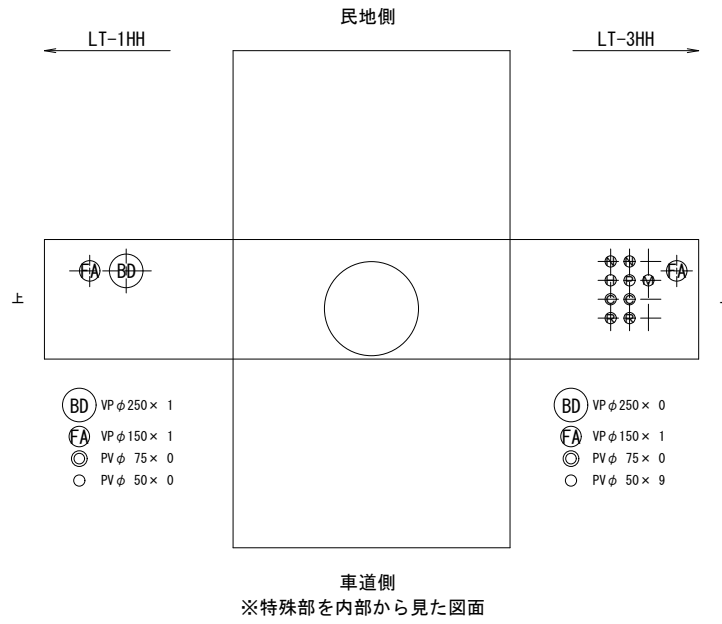 民地側
LT-1HH
LT-3HH
FA BD
N N
P M FA
C C
R R
上
BD VPφ250× 1
FA VPφ150× 1
PVφ 75× 0
PVφ 50× 0
BD VPφ250× 0
FA VPφ150× 1
PVφ 75× 0
PVφ 50× 9
車道側
※特殊部を内部から見た図面